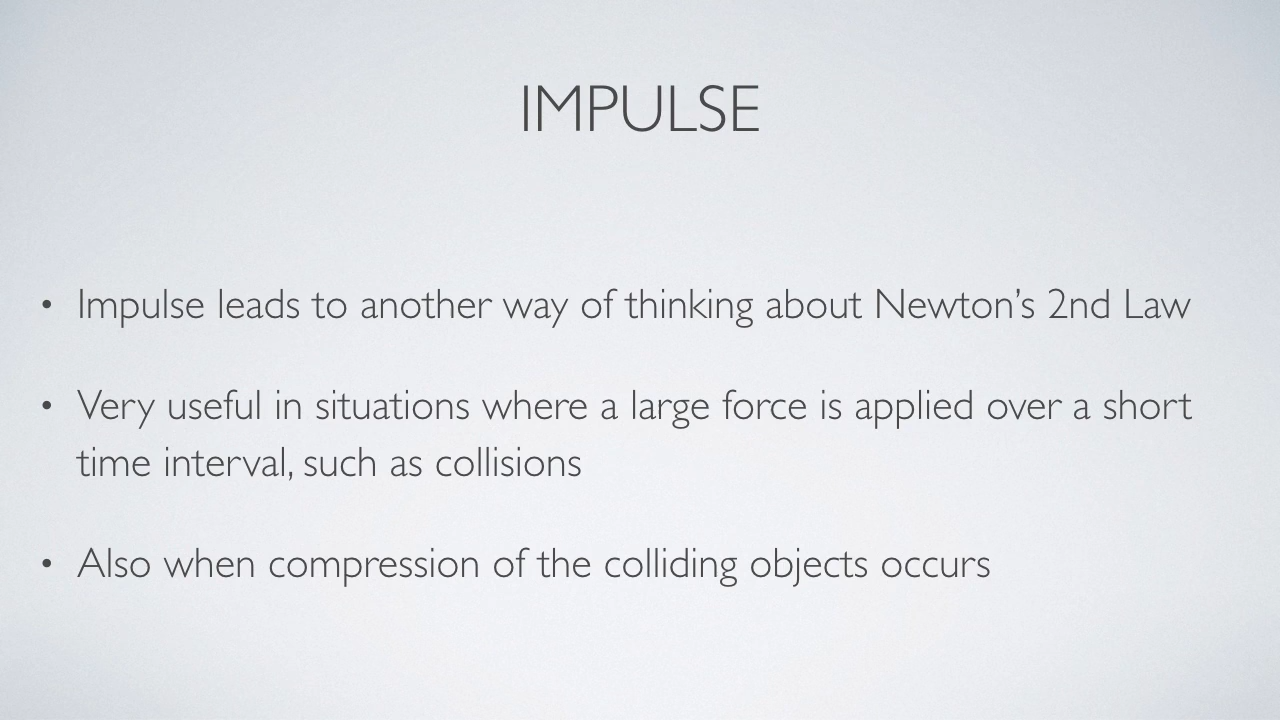 IMPULSE
• Impulse leads to another way of thinking about Newton’s 2nd Law
• Very useful in situations where a large force is applied over a short
time interval, such as collisions
• Also when compression of the colliding objects occurs